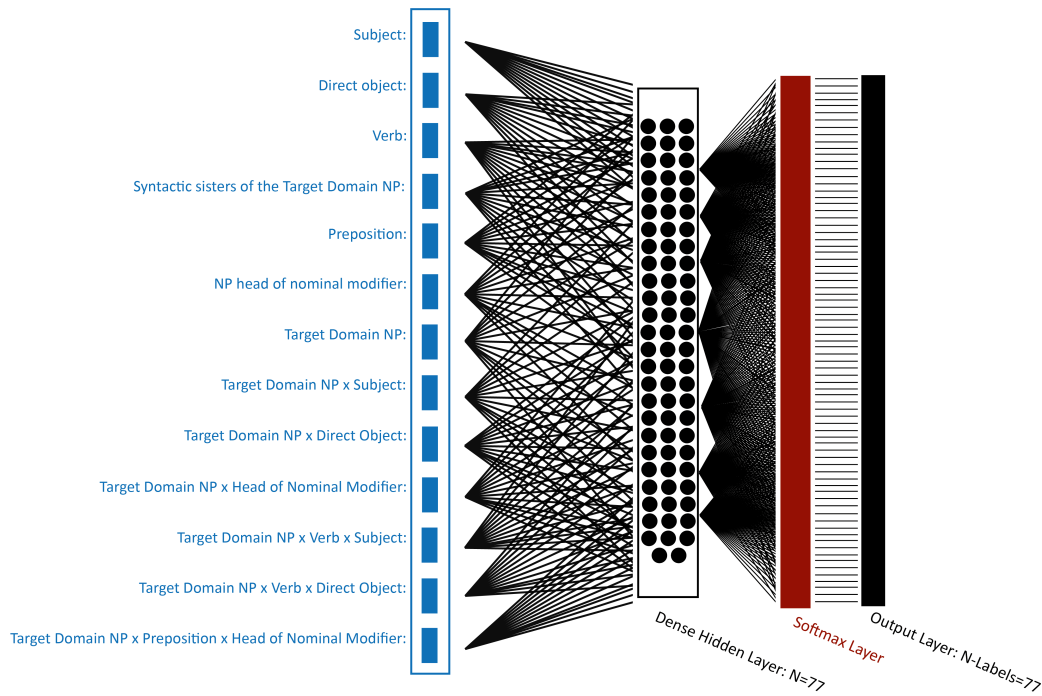 Subject:
Direct object:
Verb:
Syntactic sisters of the Target Domain NP:
Preposition:
NP head of nominal modifier:
Target Domain NP:
Target Domain NP x Subject:
Target Domain NP x Direct Object:
Target Domain NP x Head of Nominal Modifier:
Target Domain NP x Verb x Subject:
Target Domain NP x Verb x Direct Object:
Target Domain NP x Preposition x Head of Nominal Modifier:
Dense Hidden Layer: N=77
Softmax Layer
Output Layer: N-Labels=77